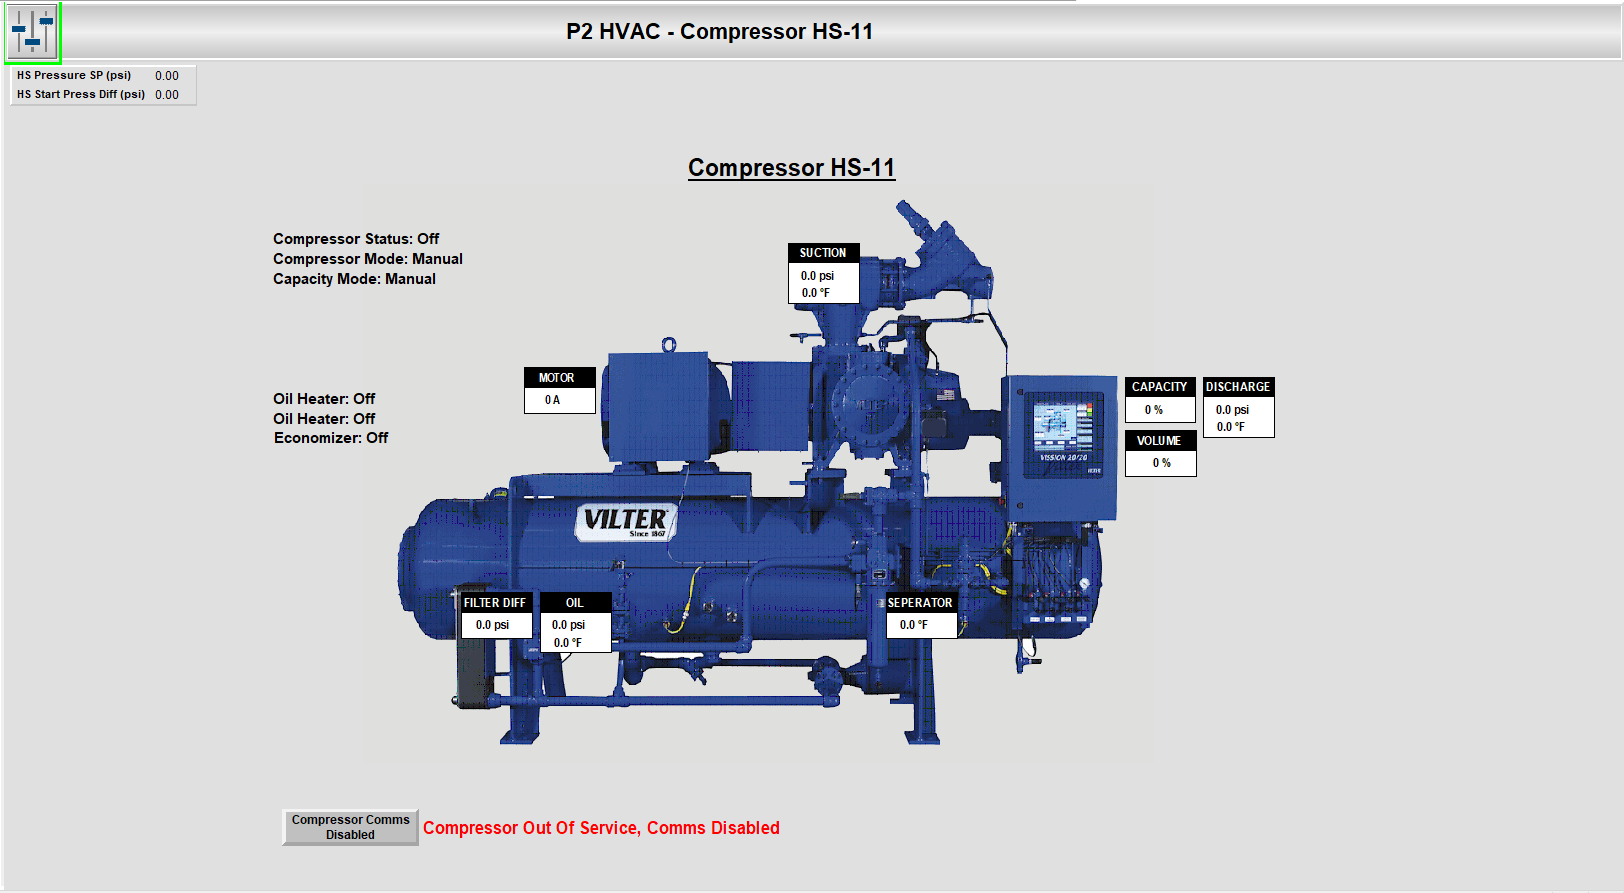 P2 HVAC - Compressor HS-11
HS Pressure SP (psi) 0.00
HS Start Press Diff (psi) 0.00
Compressor HS-11
Compressor Status: Off
Compressor Mode: Manual
Capacity Mode: Manual
SUCTION
0.0 psi
0.0 °F
MOTOR
0 A
CAPACITY
0 %
DISCHARGE
0.0 psi
0.0 °F
VOLUME
0 %
Oil Heater: Off
Oil Heater: Off
Economizer: Off
VISSION 20/20
VILTER
Since 1867
FILTER DIFF
0.0 psi
OIL
0.0 psi
0.0 °F
SEPERATOR
0.0 °F
Compressor Comms
Disabled
Compressor Out Of Service, Comms Disabled